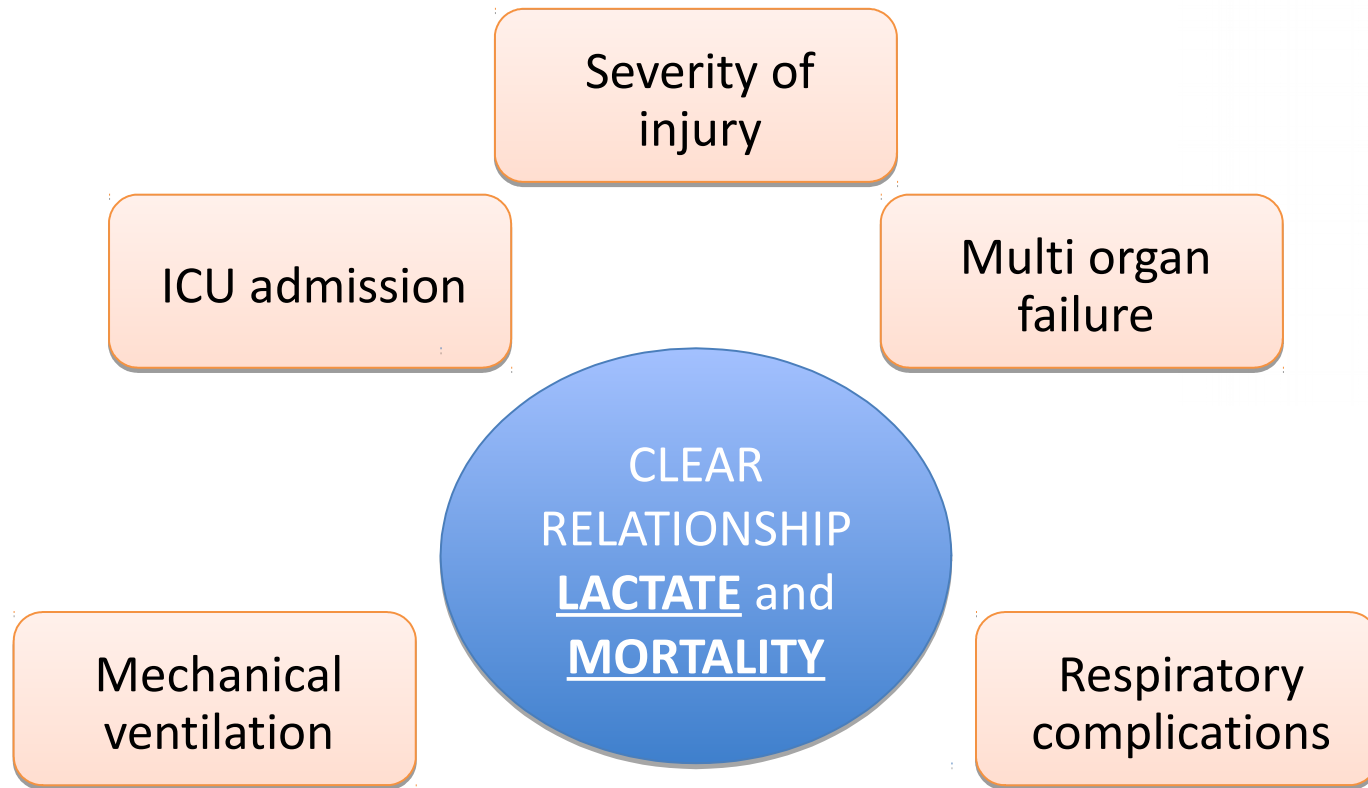 Severity of
injury
ICU admission
Multi organ
failure
CLEAR
RELATIONSHIP
LACTATE and
MORTALITY
Mechanical
ventilation
Respiratory
complications